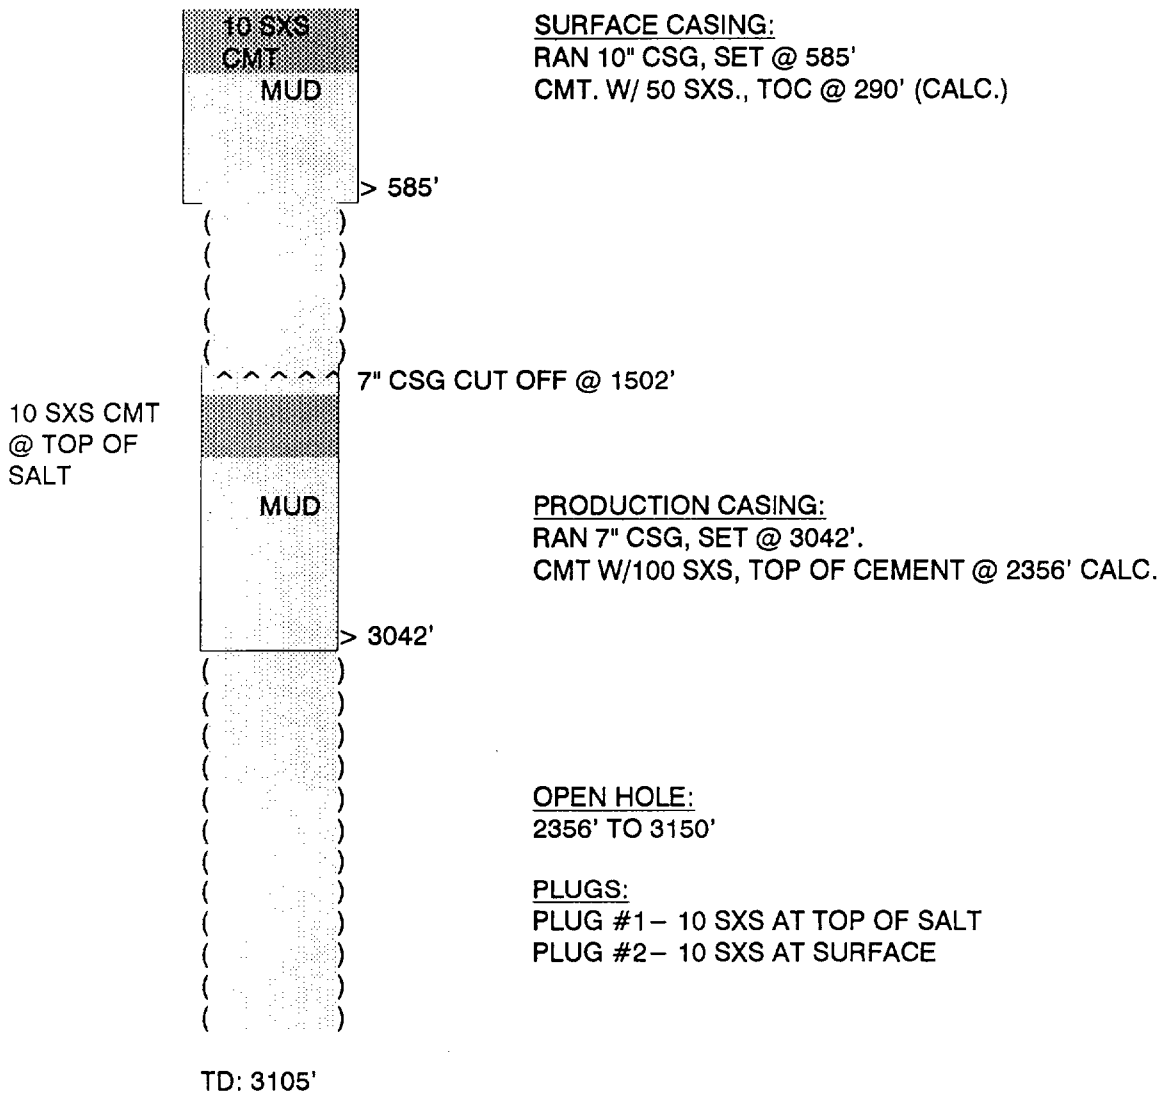 10 SXS
CMT
MUD
SURFACE CASING:
RAN 10" CSG, SET @ 585'
CMT. W/ 50 SXS., TOC @ 290' (CALC.)
> 585'
7" CSG CUT OFF @ 1502'
10 SXS CMT
@ TOP OF
SALT
MUD
PRODUCTION CASING:
RAN 7" CSG, SET @ 3042'.
CMT W/100 SXS, TOP OF CEMENT @ 2356' CALC.
> 3042'
OPEN HOLE:
2356' TO 3150'
PLUGS:
PLUG #1– 10 SXS AT TOP OF SALT
PLUG #2– 10 SXS AT SURFACE
TD: 3105'